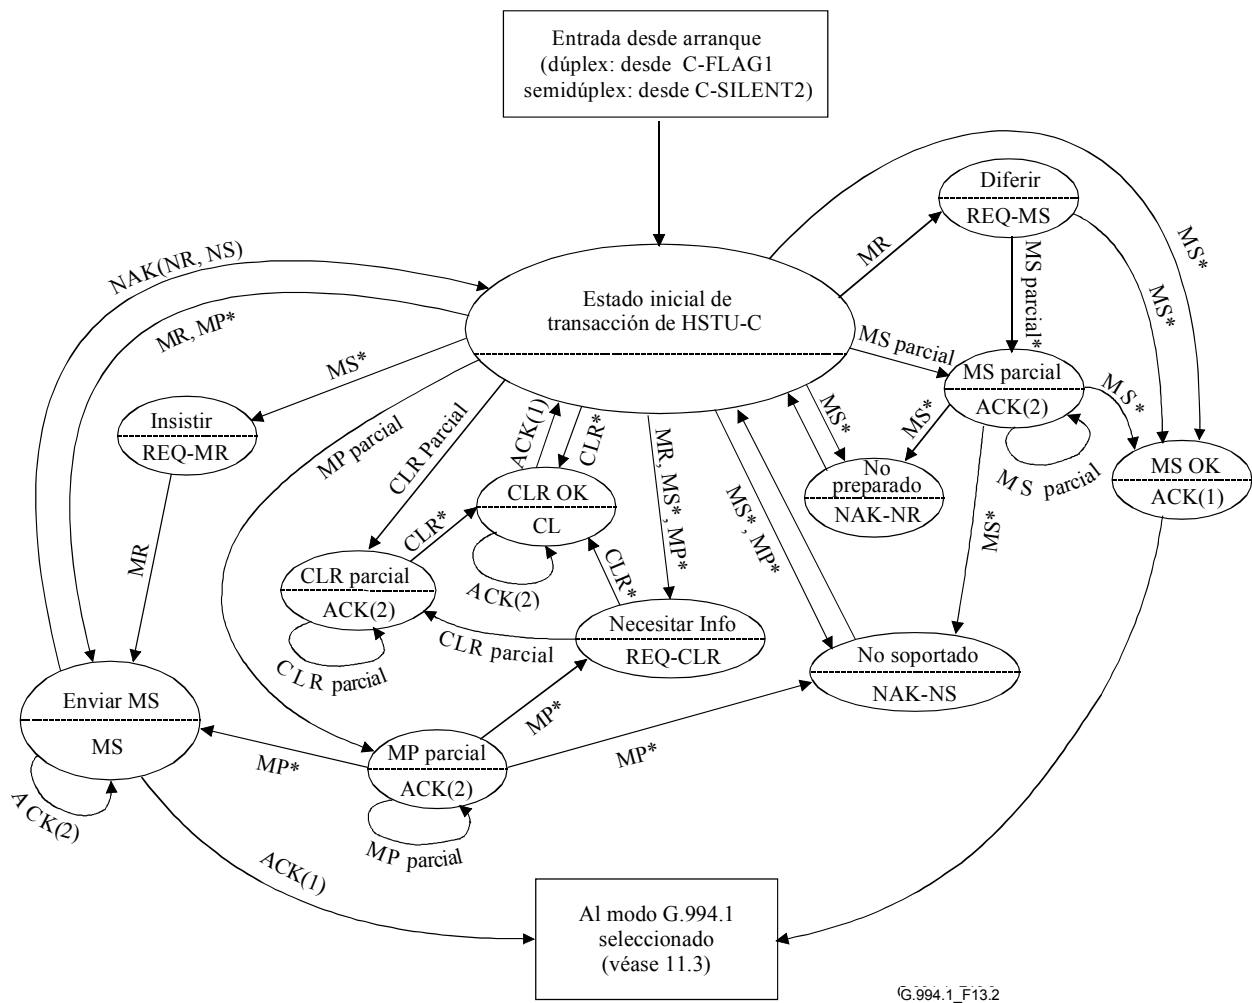 Entrada desde arranque
(dúplex: desde C-FLAG1
semidúplex: desde C-SILENT2)
Diferir
REQ-MS
MS*
MR
NAK(NR, NS)
MS parcial*
MS*
Estado inicial de
transacción de HSTU-C
MR, MP*
MS parcial
MS*
MS parcial
ACK(2)
MS*
Insistir
REQ-MR
MP parcial
CLR Parcial
ACK(1)
CLR*
MR, MS*, MP*
MS*
MS*
MS parcial
No
preparado
NAK-NR
MS OK
ACK(1)
CLR OK
CL
ACK(2)
MS*, MP*
MS*
MR
CLR*
CLR parcial
ACK(2)
CLR parcial
CLR*
CLR parcial
Necesitar Info
REQ-CLR
No soportado
NAK-NS
Enviar MS
MS
ACK(2)
MP*
MP parcial
ACK(2)
MP parcial
MP*
MP*
ACK(1)
Al modo G.994.1
seleccionado
(véase 11.3)
G.994.1_F13.2